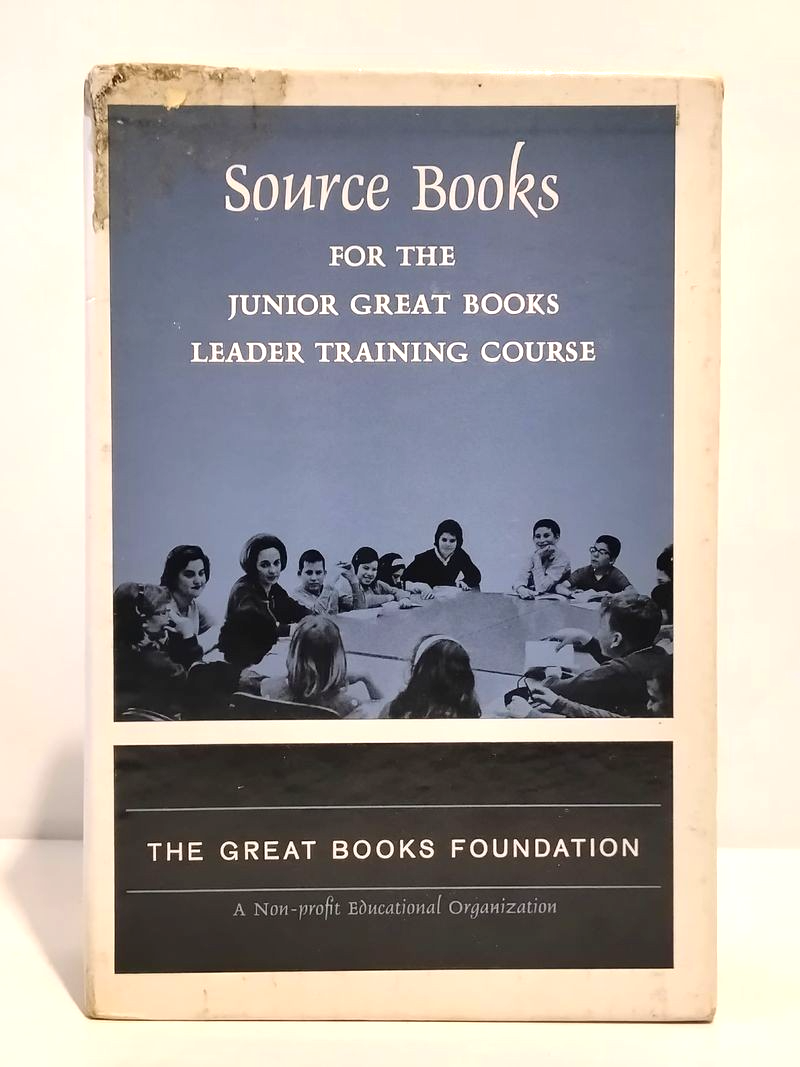 Source Books
FOR THE
JUNIOR GREAT BOOKS
LEADER TRAINING COURSE
THE GREAT BOOKS FOUNDATION
A Non-profit Educational Organization